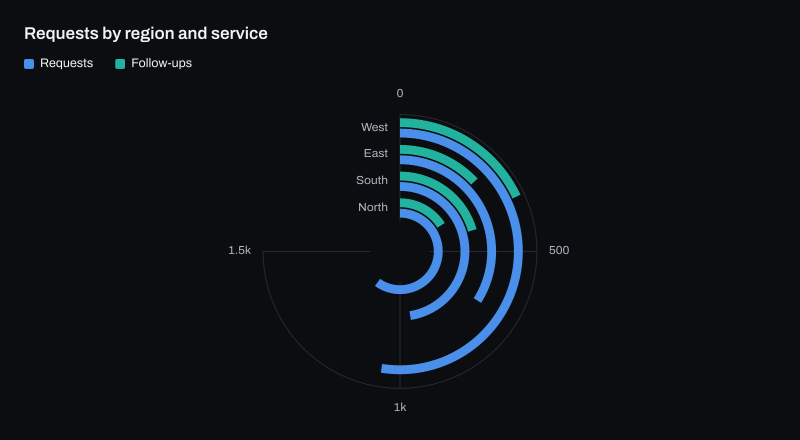 Requests by region and service
Requests
Follow-ups
0
West
East
South
North
1.5k
500
1k